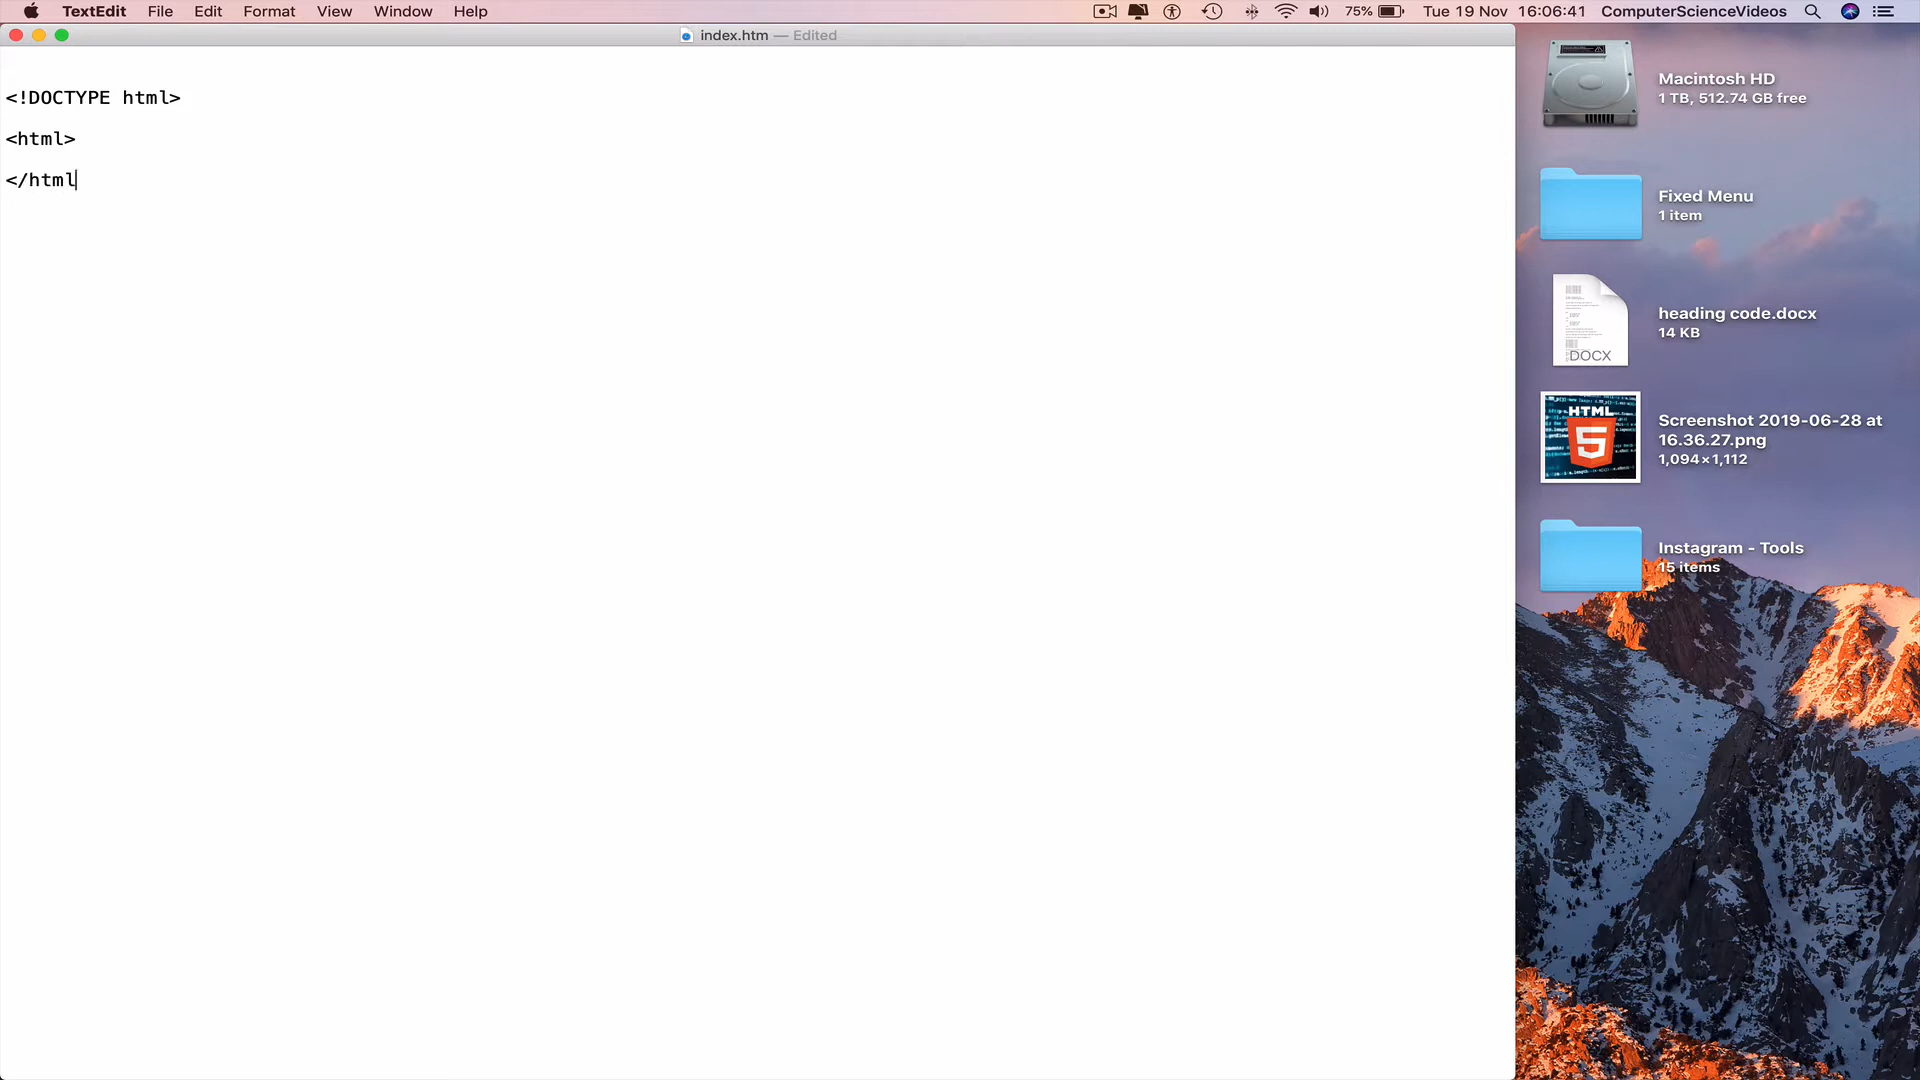 TextEdit File Edit Format View Window Help 75% Tue 19 Nov 16:06:41 ComputerScienceVideos
index.htm — Edited
<!DOCTYPE html>
<html>
</html
Macintosh HD
1 TB, 512.74 GB free
Fixed Menu
1 item
DOCX
heading code.docx
14 KB
HTML
5
Screenshot 2019-06-28 at
16.36.27.png
1,094×1,112
Instagram - Tools
15 items